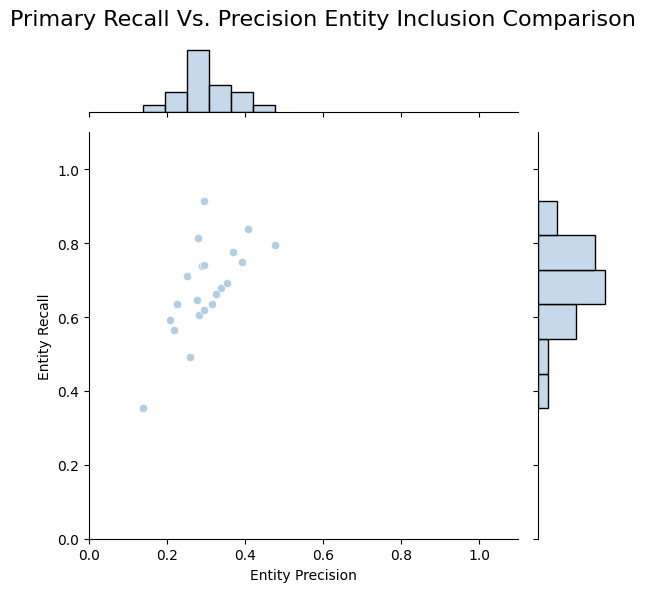 Primary Recall Vs. Precision Entity Inclusion Comparison
1.0
0.8
0.6
0.4
0.2
0.0
Entity Recall
0.0 0.2 0.4 0.6 0.8 1.0
Entity Precision